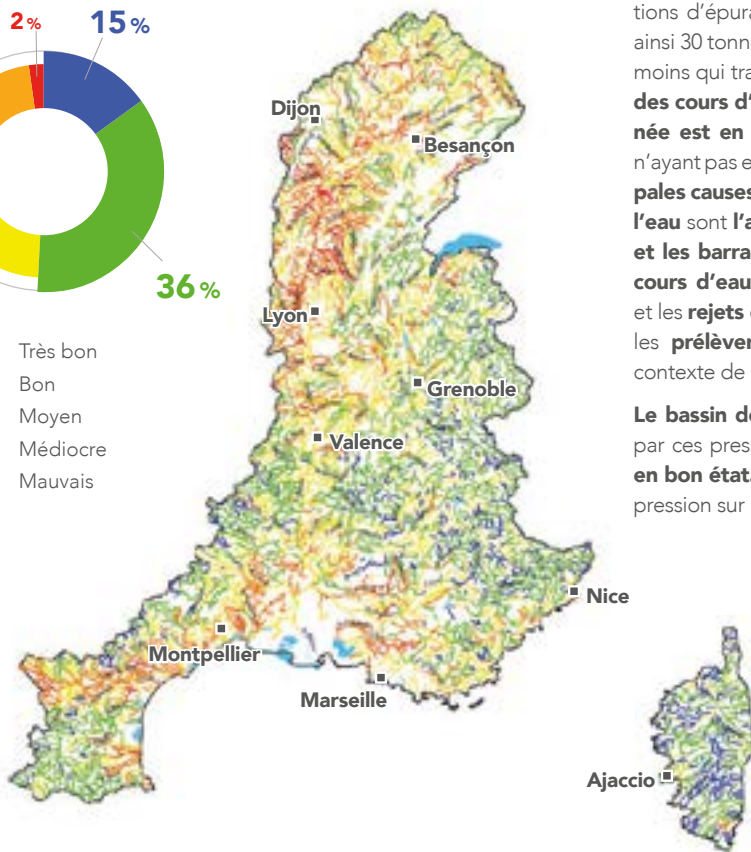 2 %
15 %
36 %
Très bon
Bon
Moyen
Médiocre
Mauvais
Dijon
Besançon
Lyon
Grenoble
Valence
Nice
Montpellier
Marseille
Ajaccio
tions d'épura
ainsi 30 tonn
moins qui tra
des cours d'
née est en
n'ayant pas e
pales causes
l'eau sont l'a
et les barra
cours d'eau
et les rejets
les prélèver
contexte de
Le bassin de
par ces press
en bon état.
pression sur